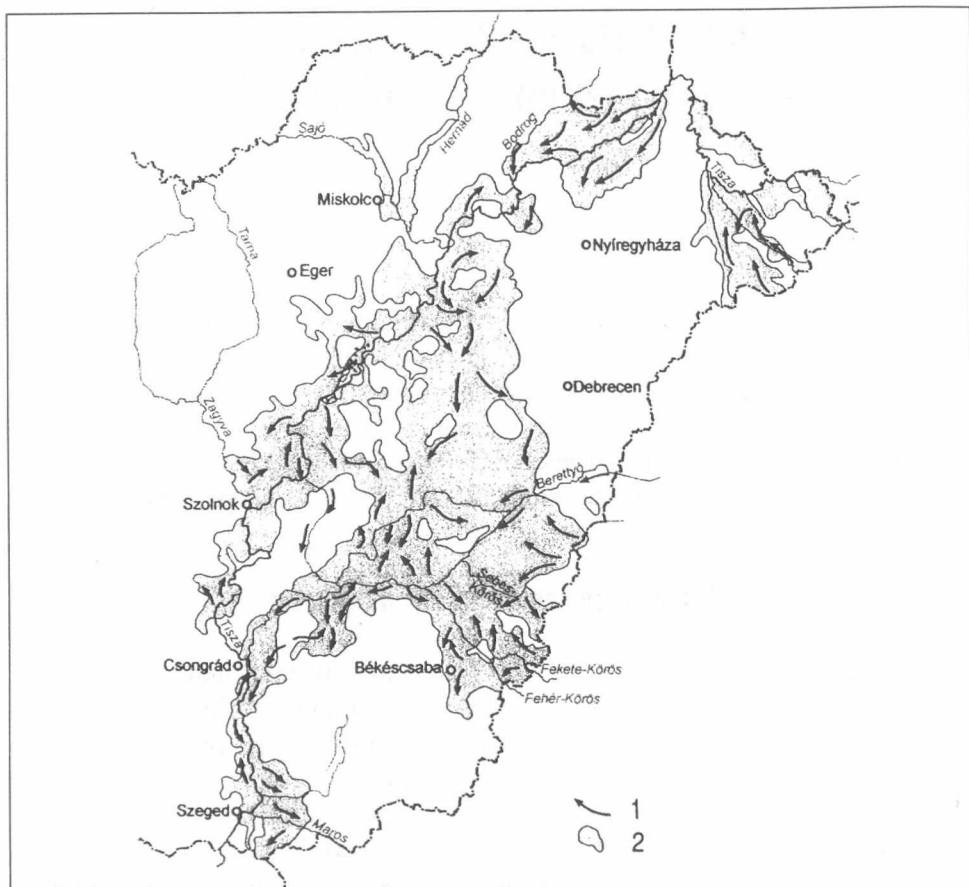 Sajó
Hernád
Bodrog
Miskolc
Tisza
Nyíregyháza
Tarna
Eger
Debrecen
Zagyva
Berettyó
Szolnok
Sebes-
Körös
Tisza
Csongrád
Békéscsaba
Fekete-Körös
Fehér-Körös
1
Szeged
Maros
2